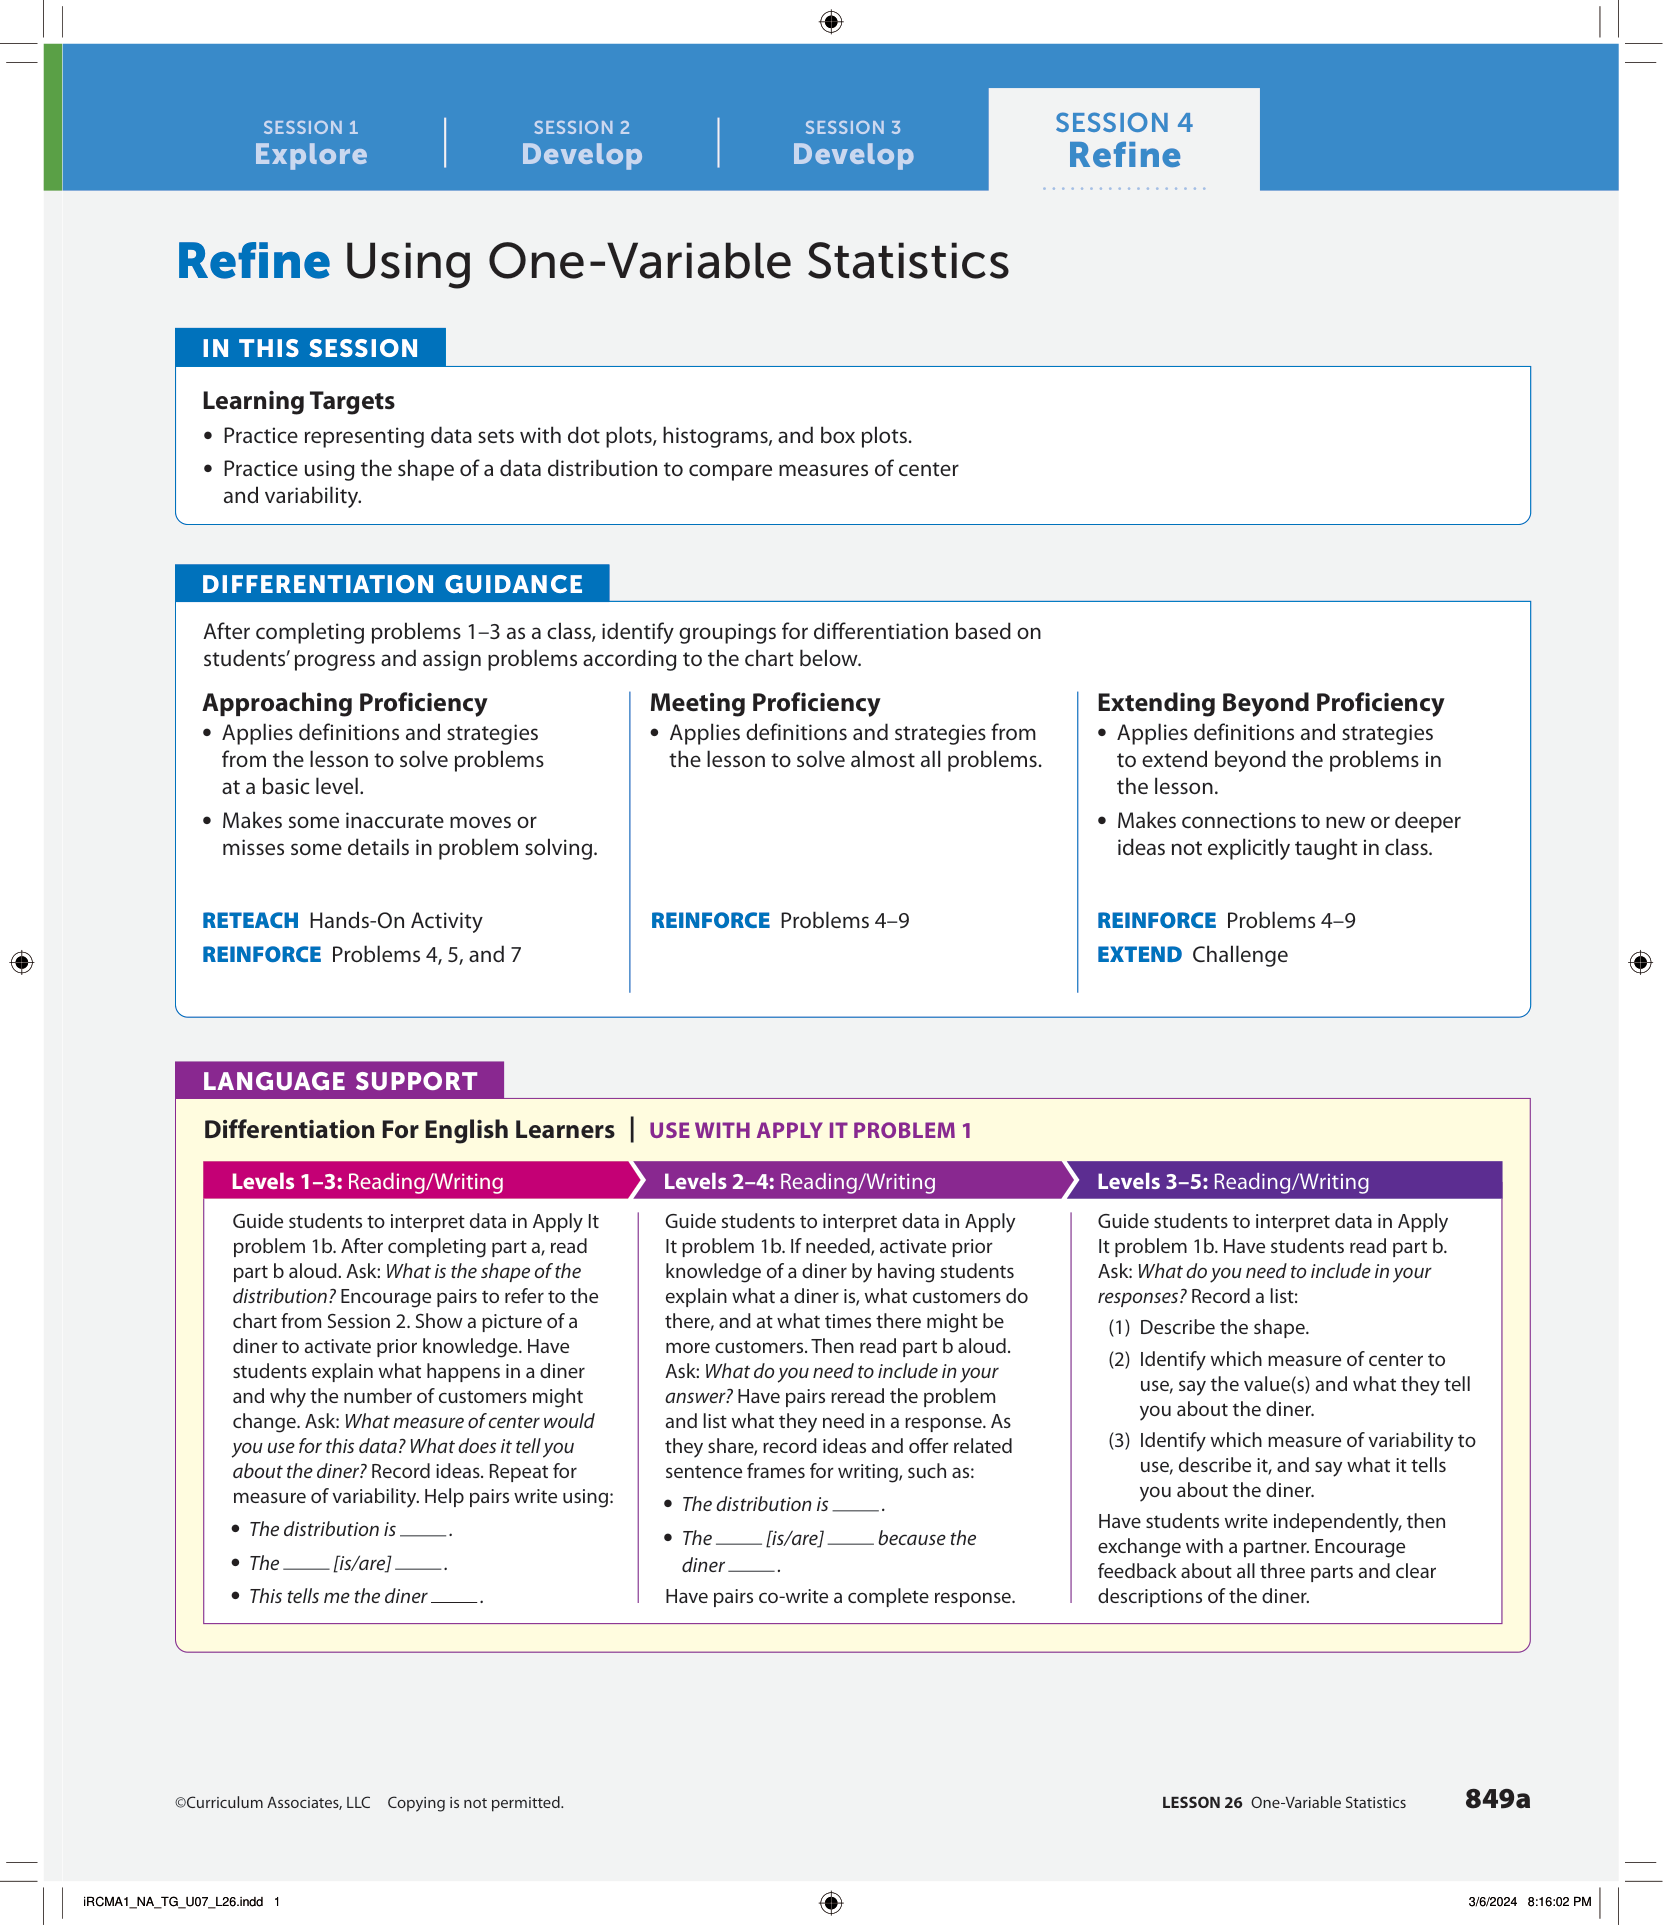 SESSION 1
Explore
SESSION 2
Develop
SESSION 3
Develop
SESSION 4
Refine
Refine Using One-Variable Statistics
IN THIS SESSION
Learning Targets
• Practice representing data sets with dot plots, histograms, and box plots.
• Practice using the shape of a data distribution to compare measures of center
and variability.
DIFFERENTIATION GUIDANCE
After completing problems 1–3 as a class, identify groupings for differentiation based on
students’ progress and assign problems according to the chart below.
Approaching Proficiency
• Applies definitions and strategies
from the lesson to solve problems
at a basic level.
• Makes some inaccurate moves or
misses some details in problem solving.
RETEACH Hands-On Activity
REINFORCE Problems 4, 5, and 7
Meeting Proficiency
• Applies definitions and strategies from
the lesson to solve almost all problems.
REINFORCE Problems 4–9
Extending Beyond Proficiency
• Applies definitions and strategies
to extend beyond the problems in
the lesson.
• Makes connections to new or deeper
ideas not explicitly taught in class.
REINFORCE Problems 4–9
EXTEND Challenge
LANGUAGE SUPPORT
Differentiation For English Learners | USE WITH APPLY IT PROBLEM 1
Levels 1–3: Reading/Writing
Guide students to interpret data in Apply It
problem 1b. After completing part a, read
part b aloud. Ask: What is the shape of the
distribution? Encourage pairs to refer to the
chart from Session 2. Show a picture of a
diner to activate prior knowledge. Have
students explain what happens in a diner
and why the number of customers might
change. Ask: What measure of center would
you use for this data? What does it tell you
about the diner? Record ideas. Repeat for
measure of variability. Help pairs write using:
• The distribution is _____ .
• The _____ [is/are] _____ .
• This tells me the diner _____ .
Levels 2–4: Reading/Writing
Guide students to interpret data in Apply
It problem 1b. If needed, activate prior
knowledge of a diner by having students
explain what a diner is, what customers do
there, and at what times there might be
more customers. Then read part b aloud.
Ask: What do you need to include in your
answer? Have pairs reread the problem
and list what they need in a response. As
they share, record ideas and offer related
sentence frames for writing, such as:
• The distribution is _____ .
• The _____ [is/are] _____ because the
diner _____ .
Have pairs co-write a complete response.
Levels 3–5: Reading/Writing
Guide students to interpret data in Apply
It problem 1b. Have students read part b.
Ask: What do you need to include in your
responses? Record a list:
(1) Describe the shape.
(2) Identify which measure of center to
use, say the value(s) and what they tell
you about the diner.
(3) Identify which measure of variability to
use, describe it, and say what it tells
you about the diner.
Have students write independently, then
exchange with a partner. Encourage
feedback about all three parts and clear
descriptions of the diner.
©Curriculum Associates, LLC Copying is not permitted.
LESSON 26 One-Variable Statistics 849a
iRCMA1_NA_TG_U07_L26.indd 1
3/6/2024 8:16:02 PM